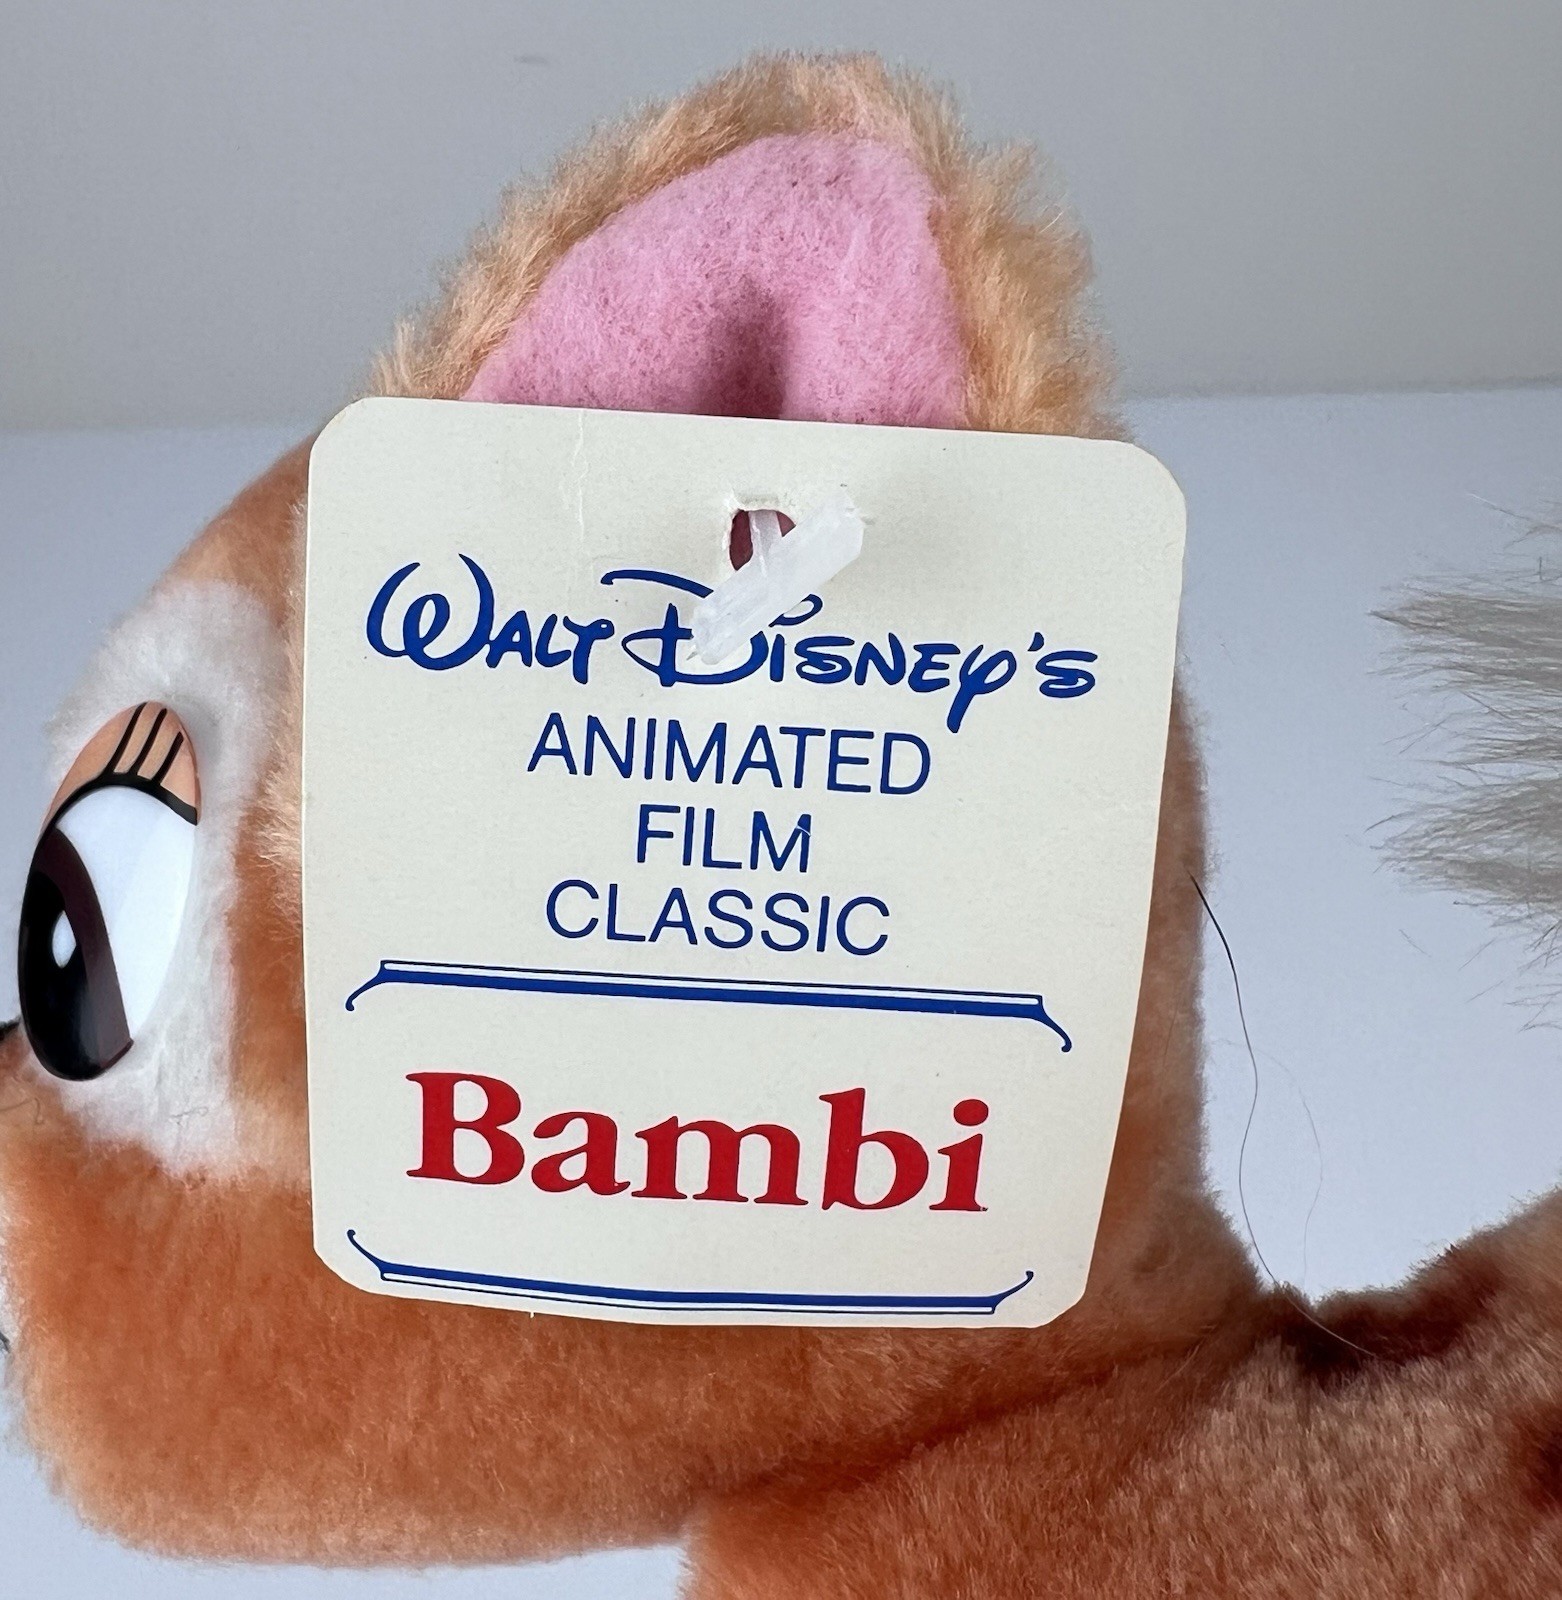 Walt Disney's
ANIMATED
FILM
CLASSIC
Bambi